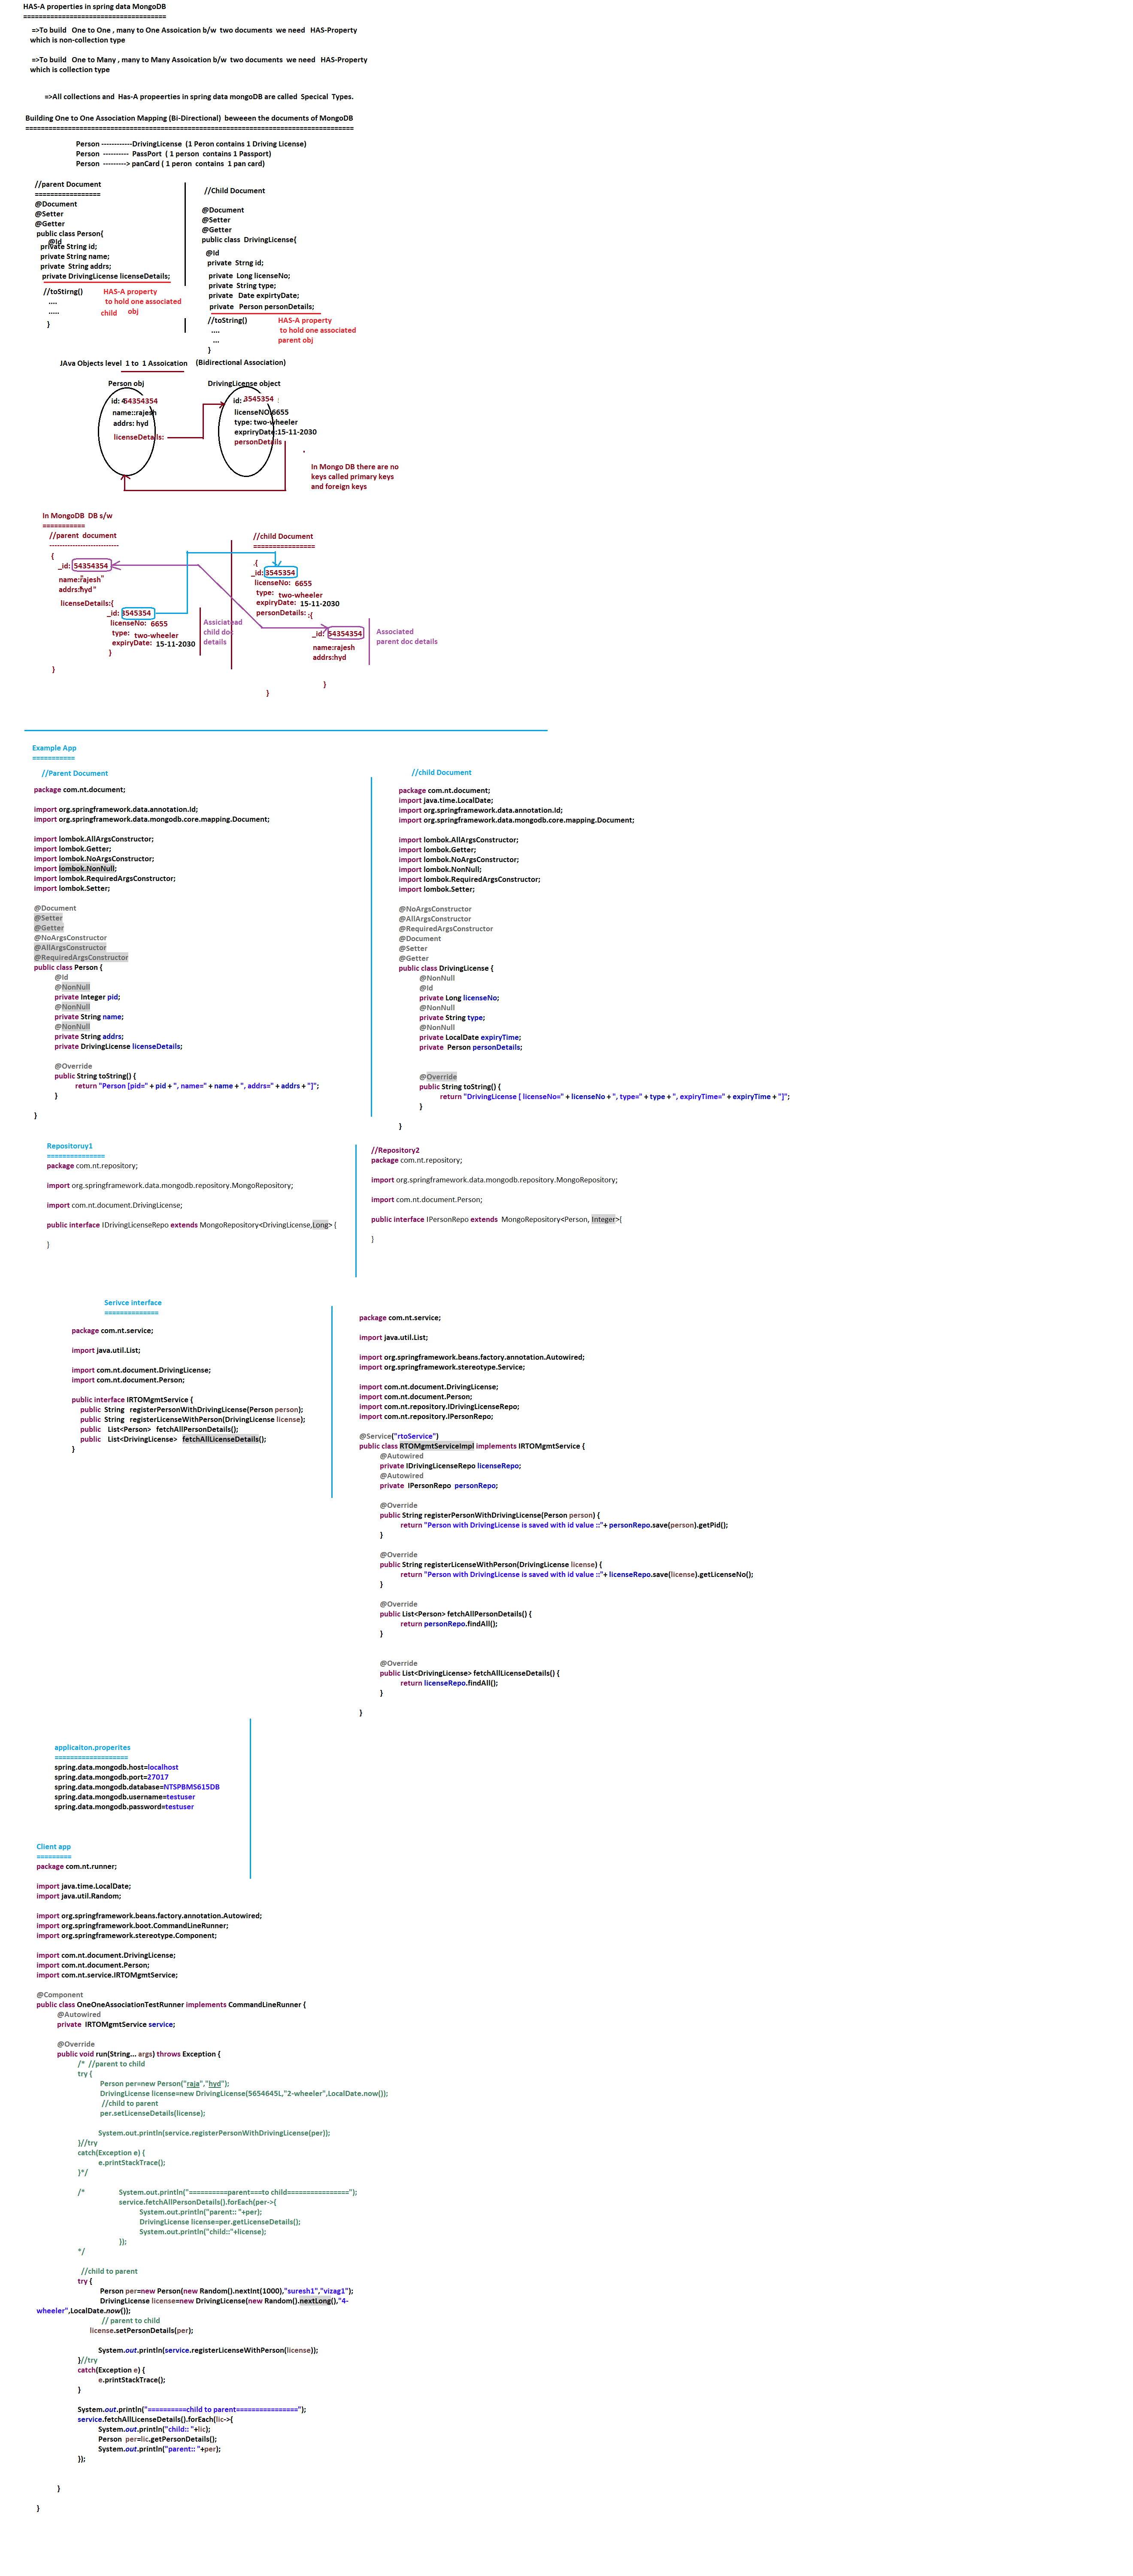 HAS-A properties in spring data MongoDB
=====================================
=>To build One to One , many to One Assoication b/w two documents we need HAS-Property
which is non-collection type
=>To build One to Many , many to Many Assoication b/w two documents we need HAS-Property
which is collection type
=>All collections and Has-A propeerties in spring data mongoDB are called Specical Types.
Building One to One Association Mapping (Bi-Directional) beweeen the documents of MongoDB
=====================================================================================
Person ------------DrivingLicense (1 Peron contains 1 Driving License)
Person ---------- PassPort ( 1 person contains 1 Passport)
Person ---------> panCard ( 1 peron contains 1 pan card)
//parent Document
=================
@Document
@Setter
@Getter
public class Person{
@Id
private String id;
private String name;
private String addrs;
private DrivingLicense licenseDetails;
//toStirng()
....
.....
}
HAS-A property
to hold one associated
child obj
//Child Document
@Document
@Setter
@Getter
public class DrivingLicense{
@Id
private Strng id;
private Long licenseNo;
private String type;
private Date expirtyDate;
private Person personDetails;
//toString()
....
...
}
HAS-A property
to hold one associated
parent obj
JAva Objects level 1 to 1 Assoication (Bidirectional Association)
Person obj
id: 454354354
name::rajesh
addrs: hyd
licenseDetails:
DrivingLicense object
id: 3545354
licenseNO:6655
type: two-wheeler
expriryDate:15-11-2030
personDetails
In Mongo DB there are no
keys called primary keys
and foreign keys
In MongoDB DB s/w
===========
//parent document
---------------------------
{
_id: 54354354
name:"rajesh"
addrs:"hyd"
licenseDetails:{
_id: 3545354
licenseNo: 6655
type: two-wheeler
expiryDate: 15-11-2030
}
}
Assiciatead
child doc
details
//child Document
================
{
_id: 3545354
licenseNo: 6655
type: two-wheeler
expiryDate: 15-11-2030
personDetails: :{
_id: 54354354
name:rajesh
addrs:hyd
}
}
Associated
parent doc details
Example App
===========
//Parent Document
package com.nt.document;
import org.springframework.data.annotation.Id;
import org.springframework.data.mongodb.core.mapping.Document;
import lombok.AllArgsConstructor;
import lombok.Getter;
import lombok.NoArgsConstructor;
import lombok.NonNull;
import lombok.RequiredArgsConstructor;
import lombok.Setter;
@Document
@Setter
@Getter
@NoArgsConstructor
@AllArgsConstructor
@RequiredArgsConstructor
public class Person {
@Id
@NonNull
private Integer pid;
@NonNull
private String name;
@NonNull
private String addrs;
private DrivingLicense licenseDetails;
@Override
public String toString() {
return "Person [pid=" + pid + ", name=" + name + ", addrs=" + addrs + "]";
}
}
//child Document
package com.nt.document;
import java.time.LocalDate;
import org.springframework.data.annotation.Id;
import org.springframework.data.mongodb.core.mapping.Document;
import lombok.AllArgsConstructor;
import lombok.Getter;
import lombok.NoArgsConstructor;
import lombok.NonNull;
import lombok.RequiredArgsConstructor;
import lombok.Setter;
@NoArgsConstructor
@AllArgsConstructor
@RequiredArgsConstructor
@Document
@Setter
@Getter
public class DrivingLicense {
@NonNull
@Id
private Long licenseNo;
@NonNull
private String type;
@NonNull
private LocalDate expiryTime;
private Person personDetails;
@Override
public String toString() {
return "DrivingLicense [ licenseNo=" + licenseNo + ", type=" + type + ", expiryTime=" + expiryTime + "]";
}
}
Repositoruy1
===============
package com.nt.repository;
import org.springframework.data.mongodb.repository.MongoRepository;
import com.nt.document.DrivingLicense;
public interface IDrivingLicenseRepo extends MongoRepository<DrivingLicense,Long> {
}
//Repository2
package com.nt.repository;
import org.springframework.data.mongodb.repository.MongoRepository;
import com.nt.document.Person;
public interface IPersonRepo extends MongoRepository<Person, Integer>{
}
Serivce interface
==============
package com.nt.service;
import java.util.List;
import com.nt.document.DrivingLicense;
import com.nt.document.Person;
public interface IRTOMgmtService {
public String registerPersonWithDrivingLicense(Person person);
public String registerLicenseWithPerson(DrivingLicense license);
public List<Person> fetchAllPersonDetails();
public List<DrivingLicense> fetchAllLicenseDetails();
}
package com.nt.service;
import java.util.List;
import org.springframework.beans.factory.annotation.Autowired;
import org.springframework.stereotype.Service;
import com.nt.document.DrivingLicense;
import com.nt.document.Person;
import com.nt.repository.IDrivingLicenseRepo;
import com.nt.repository.IPersonRepo;
@Service("rtoService")
public class RTOMgmtServiceImpl implements IRTOMgmtService {
@Autowired
private IDrivingLicenseRepo licenseRepo;
@Autowired
private IPersonRepo personRepo;
@Override
public String registerPersonWithDrivingLicense(Person person) {
return "Person with DrivingLicense is saved with id value ::"+ personRepo.save(person).getPid();
}
@Override
public String registerLicenseWithPerson(DrivingLicense license) {
return "Person with DrivingLicense is saved with id value ::"+ licenseRepo.save(license).getLicenseNo();
}
@Override
public List<Person> fetchAllPersonDetails() {
return personRepo.findAll();
}
@Override
public List<DrivingLicense> fetchAllLicenseDetails() {
return licenseRepo.findAll();
}
}
applicaiton.properites
===================
spring.data.mongodb.host=localhost
spring.data.mongodb.port=27017
spring.data.mongodb.database=NTSPBMS615DB
spring.data.mongodb.username=testuser
spring.data.mongodb.password=testuser
Client app
=========
package com.nt.runner;
import java.time.LocalDate;
import java.util.Random;
import org.springframework.beans.factory.annotation.Autowired;
import org.springframework.boot.CommandLineRunner;
import org.springframework.stereotype.Component;
import com.nt.document.DrivingLicense;
import com.nt.document.Person;
import com.nt.service.IRTOMgmtService;
@Component
public class OneOneAssociationTestRunner implements CommandLineRunner {
@Autowired
private IRTOMgmtService service;
@Override
public void run(String... args) throws Exception {
/* //parent to child
try {
Person per=new Person("raja","hyd");
DrivingLicense license=new DrivingLicense(5654645L,"2-wheeler",LocalDate.now());
//child to parent
per.setLicenseDetails(license);
System.out.println(service.registerPersonWithDrivingLicense(per));
}//try
catch(Exception e) {
e.printStackTrace();
}*/
/* System.out.println("==========parent===to child================");
service.fetchAllPersonDetails().forEach(per->{
System.out.println("parent:: "+per);
DrivingLicense license=per.getLicenseDetails();
System.out.println("child::"+license);
});
*/
//child to parent
try {
Person per=new Person(new Random().nextInt(1000),"suresh1","vizag1");
DrivingLicense license=new DrivingLicense(new Random().nextLong(),"4-
wheeler",LocalDate.now());
// parent to child
license.setPersonDetails(per);
System.out.println(service.registerLicenseWithPerson(license));
}//try
catch(Exception e) {
e.printStackTrace();
}
System.out.println("==========child to parent================");
service.fetchAllLicenseDetails().forEach(lic->{
System.out.println("child:: "+lic);
Person per=lic.getPersonDetails();
System.out.println("parent:: "+per);
});
}
}